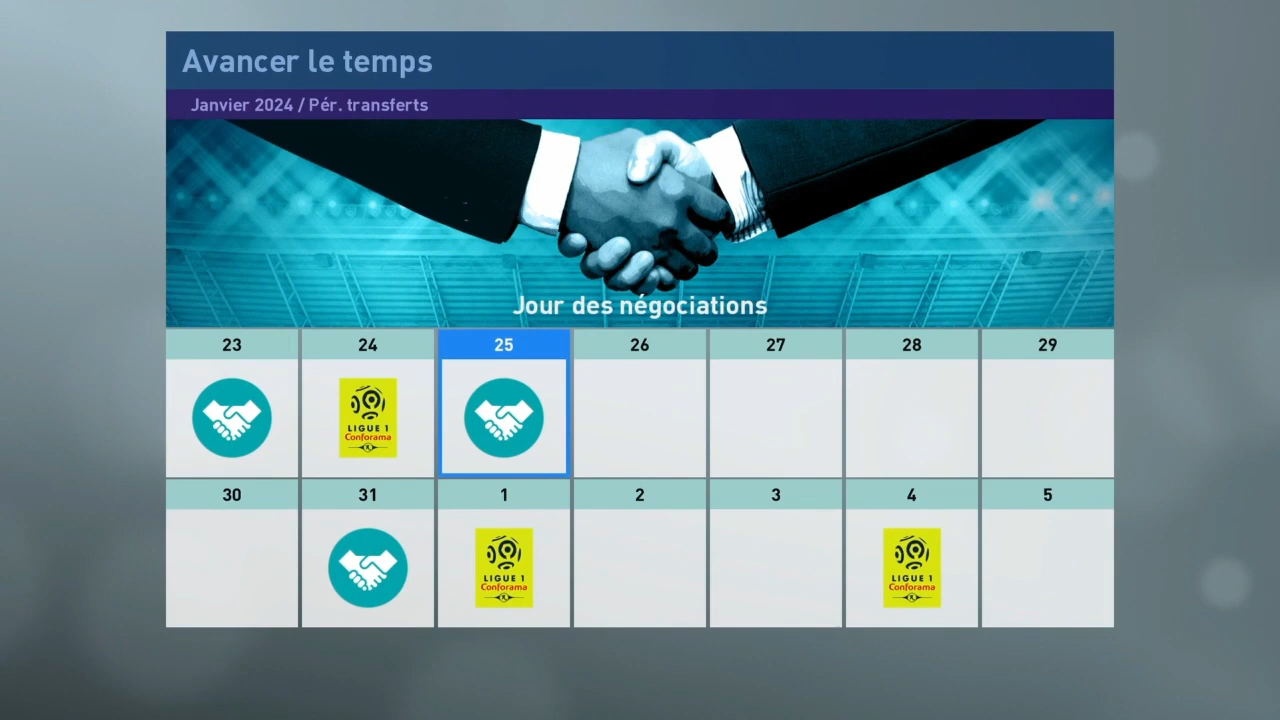 Avancer le temps
Janvier 2024 / Pér. transferts
Jour des négociations
23 24 25 26 27 28 29
LIGUE 1
Conforama
30 31 1 2 3 4 5
LIGUE 1 LIGUE 1
Conforama Conforama